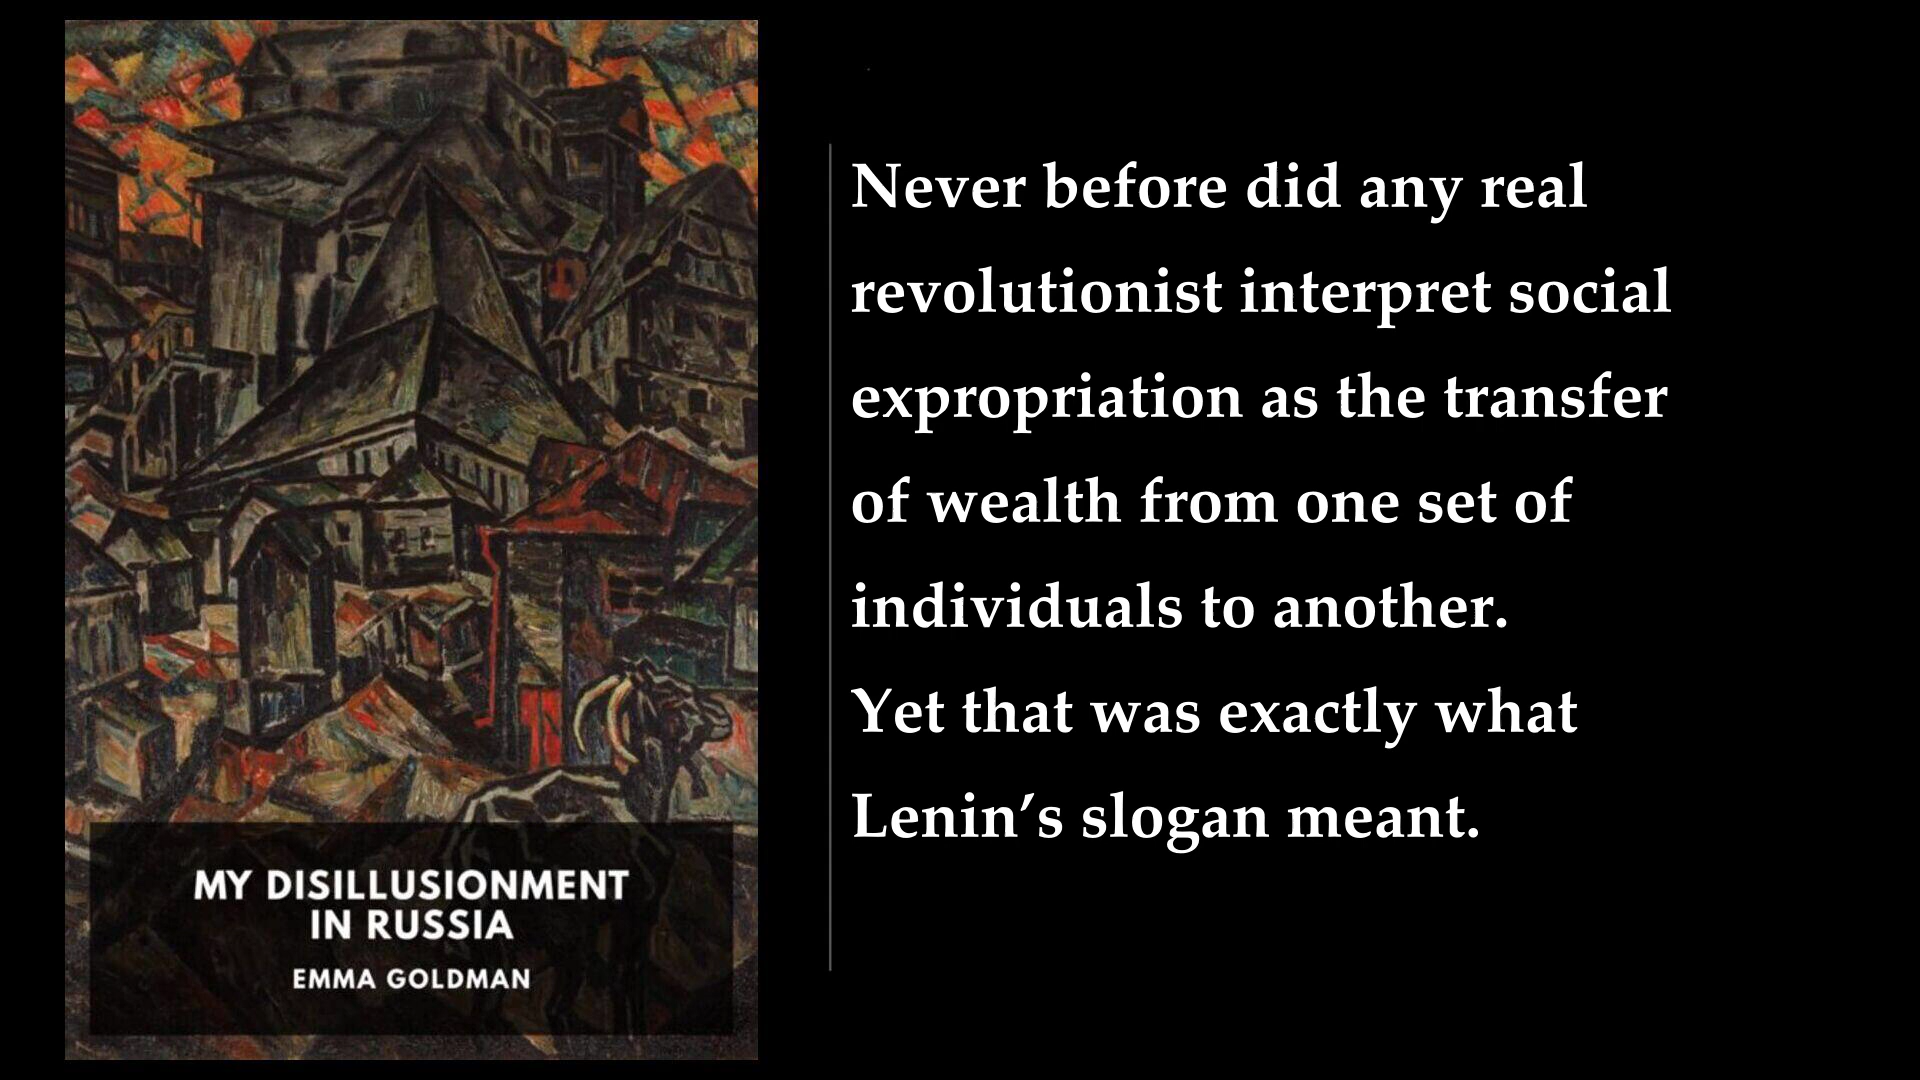 Never before did any real
revolutionist interpret social
expropriation as the transfer
of wealth from one set of
individuals to another.
Yet that was exactly what
Lenin’s slogan meant.
MY DISILLUSIONMENT
IN RUSSIA
EMMA GOLDMAN